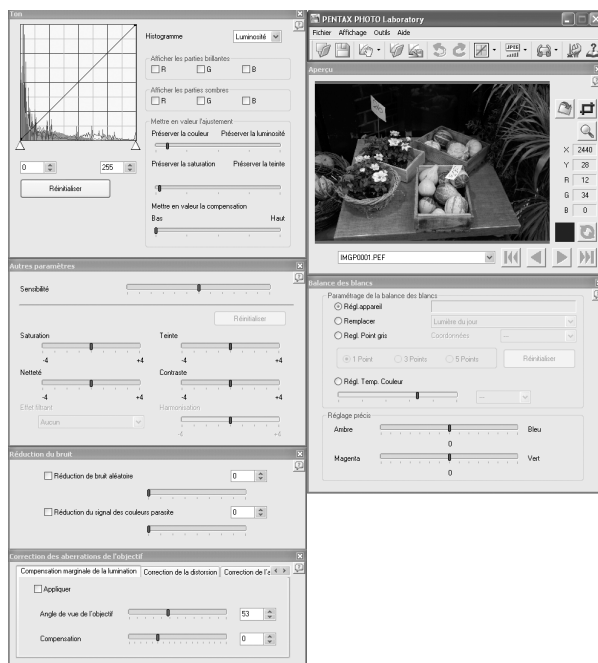 Ton
Histogramme
Luminosité
Afficher les parties brillantes
R G B
Afficher les parties sombres
R G B
Mettre en valeur l'ajustement
Préserver la couleur Préserver la luminosité
Préserver la saturation Préserver la teinte
Mettre en valeur la compensation
Bas Haut
0 255
Réinitialiser
Autres paramètres
Sensibilité
Réinitialiser
Saturation Teinte
-4 +4 -4 +4
Netteté Contraste
-4 +4 -4 +4
Effet filtrant Harmonisation
Aucun
-4 +4
Réduction du bruit
Réduction de bruit aléatoire 0
Réduction du signal des couleurs parasite 0
Correction des aberrations de l'objectif
Compensation marginale de la lumination Correction de la distorsion Correction de l'é
Appliquer
Angle de vue de l'objectif 53
Compensation 0
PENTAX PHOTO Laboratory
Fichier Affichage Outils Aide
JPEG
Aperçu
X 2440
Y 28
R 12
G 34
B 0
IMGP0001.PEF
Balance des blancs
Paramétrage de la balance des blancs
Régl.appareil
Remplacer Lumière du jour
Regl. Point gris Coordonnées ---
1 Point 3 Points 5 Points Réinitialiser
Régl. Temp. Couleur
---
Réglage précis
Ambre Bleu
0
Magenta Vert
0